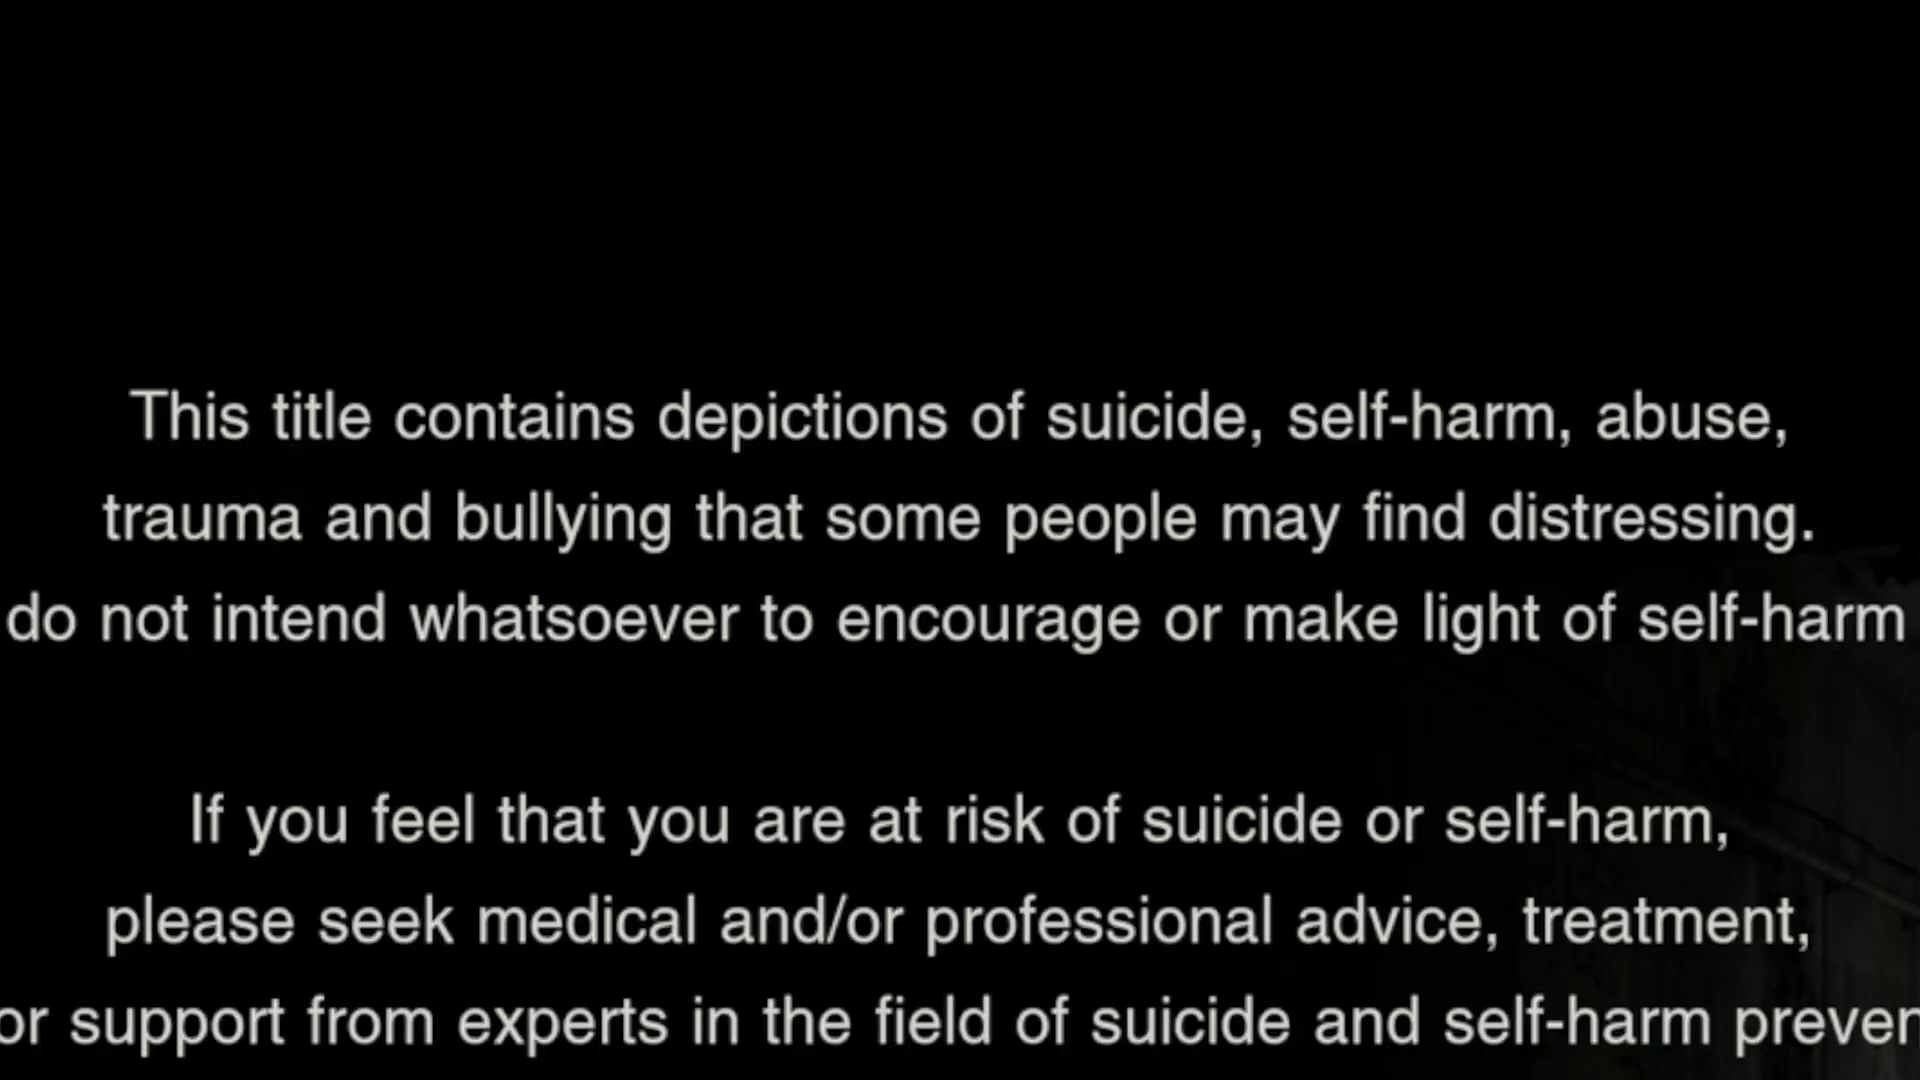 This title contains depictions of suicide, self-harm, abuse,
trauma and bullying that some people may find distressing.
do not intend whatsoever to encourage or make light of self-harm
If you feel that you are at risk of suicide or self-harm,
please seek medical and/or professional advice, treatment,
or support from experts in the field of suicide and self-harm